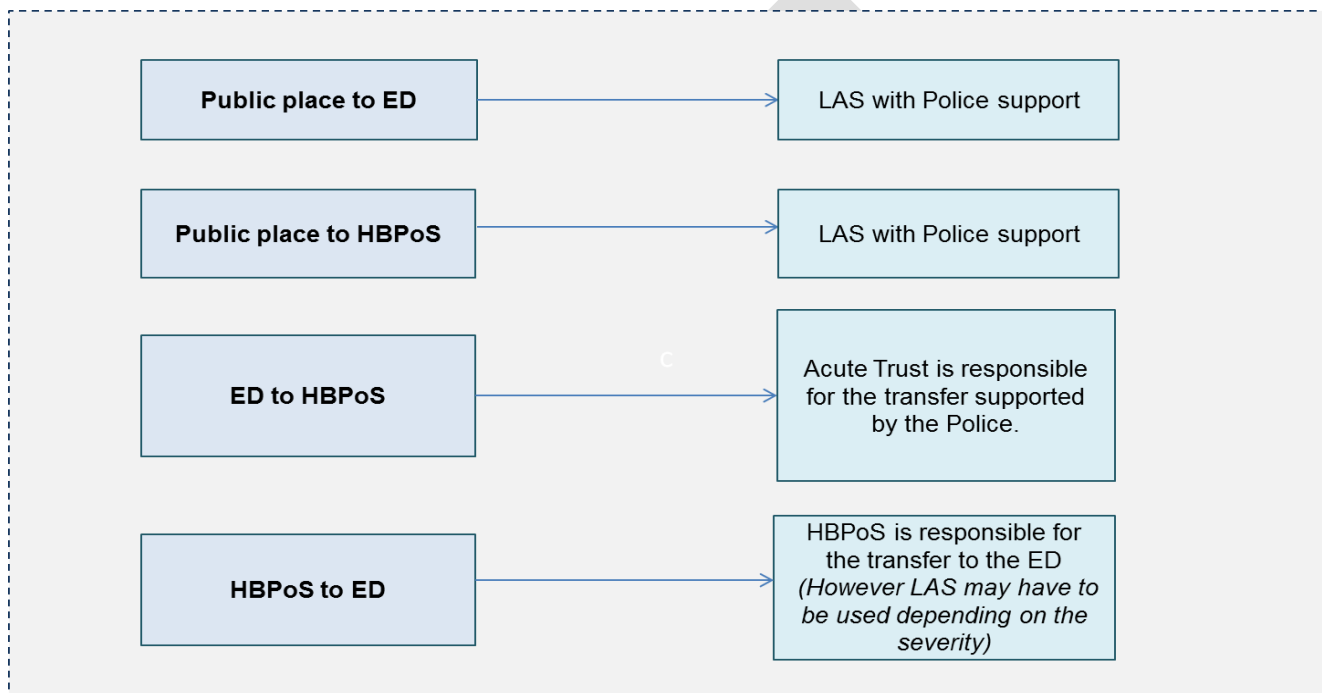 Public place to ED
LAS with Police support
Public place to HBPoS
LAS with Police support
c
ED to HBPoS
Acute Trust is responsible
for the transfer supported
by the Police.
HBPoS to ED
HBPoS is responsible for
the transfer to the ED
(However LAS may have to
be used depending on the
severity)